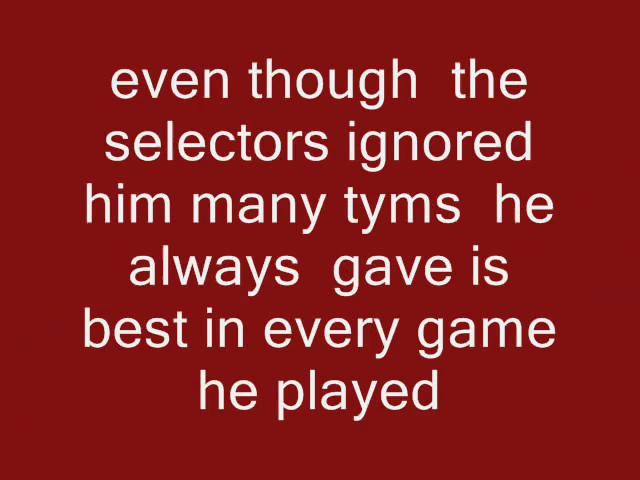 even though  the
selectors ignored
him many tyms  he
always  gave is
best in every game
he played